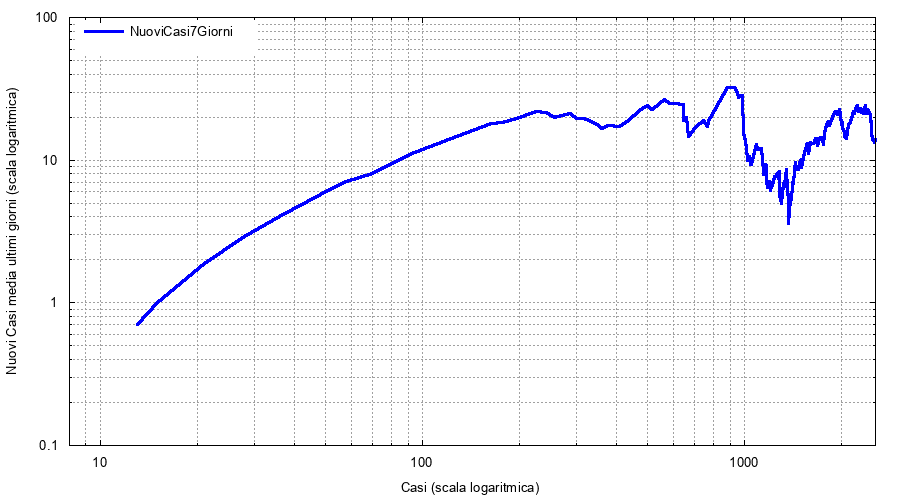 100
NuoviCasi7Giorni
10
1
0.1
Nuovi Casi media ultimi giorni (scala logaritmica)
10 100 1000
Casi (scala logaritmica)